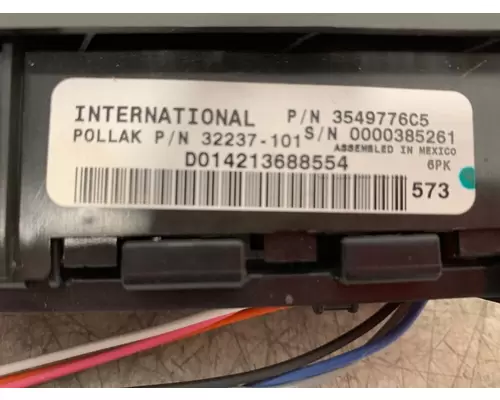 INTERNATIONAL P/N 3549776C5
POLLAK P/N 32237-101 S/N 0000385261
ASSEMBLED IN MEXICO
D014213688554 6PK
573